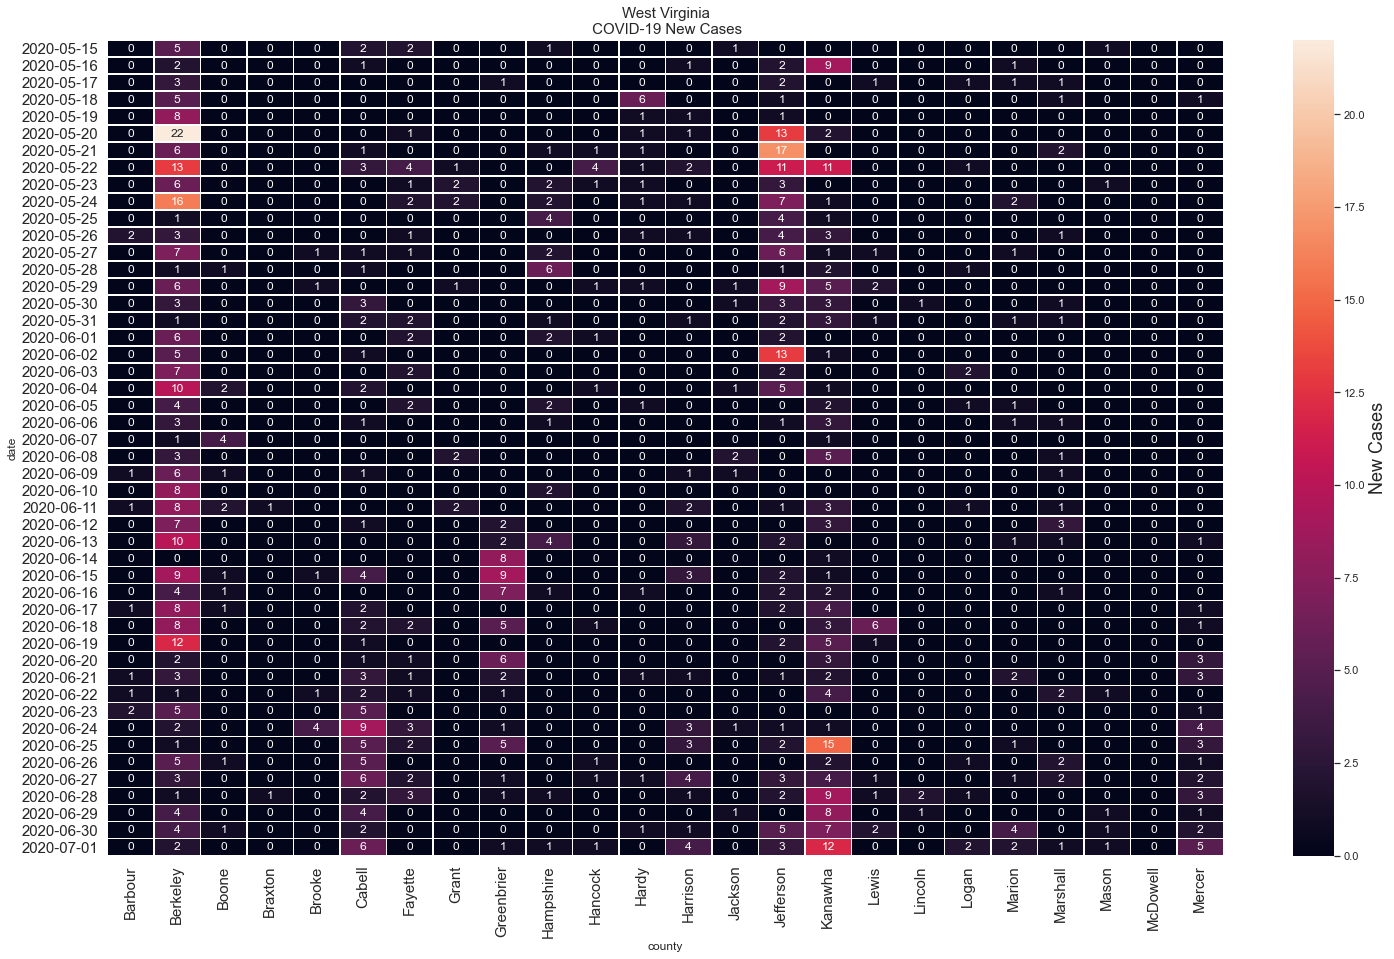 West Virginia
COVID-19 New Cases
2020-05-15 0 5 0 0 0 2 2 0 0 1 0 0 0 1 0 0 0 0 0 0 0 1 0 0
2020-05-16 0 2 0 0 0 1 0 0 0 0 0 0 1 0 2 9 0 0 0 1 0 0 0 0
2020-05-17 0 3 0 0 0 0 0 0 1 0 0 0 0 0 2 0 1 0 1 1 1 0 0 0
2020-05-18 0 5 0 0 0 0 0 0 0 0 0 6 0 0 1 0 0 0 0 0 1 0 0 1
2020-05-19 0 8 0 0 0 0 0 0 0 0 0 1 1 0 1 0 0 0 0 0 0 0 0 0
2020-05-20 0 22 0 0 0 0 1 0 0 0 0 1 1 0 13 2 0 0 0 0 0 0 0 0
2020-05-21 0 6 0 0 0 1 0 0 0 1 1 1 0 0 17 0 0 0 0 0 2 0 0 0
2020-05-22 0 13 0 0 0 3 4 1 0 0 4 1 2 0 11 11 0 0 1 0 0 0 0 0
2020-05-23 0 6 0 0 0 0 1 2 0 2 1 1 0 0 3 0 0 0 0 0 0 1 0 0
2020-05-24 0 16 0 0 0 0 2 2 0 2 0 1 1 0 7 1 0 0 0 2 0 0 0 0
2020-05-25 0 1 0 0 0 0 0 0 0 4 0 0 0 0 4 1 0 0 0 0 0 0 0 0
2020-05-26 2 3 0 0 0 0 1 0 0 0 0 1 1 0 4 3 0 0 0 0 1 0 0 0
2020-05-27 0 7 0 0 1 1 1 0 0 2 0 0 0 0 6 1 1 0 0 1 0 0 0 0
2020-05-28 0 1 1 0 0 1 0 0 0 6 0 0 0 0 1 2 0 0 1 0 0 0 0 0
2020-05-29 0 6 0 0 1 0 0 1 0 0 1 1 0 1 9 5 2 0 0 0 0 0 0 0
2020-05-30 0 3 0 0 0 3 0 0 0 0 0 0 0 1 3 3 0 1 0 0 1 0 0 0
2020-05-31 0 1 0 0 0 2 2 0 0 1 0 0 1 0 2 3 1 0 0 1 1 0 0 0
2020-06-01 0 6 0 0 0 0 2 0 0 2 1 0 0 0 2 0 0 0 0 0 0 0 0 0
2020-06-02 0 5 0 0 0 1 0 0 0 0 0 0 0 0 13 1 0 0 0 0 0 0 0 0
2020-06-03 0 7 0 0 0 0 2 0 0 0 0 0 0 0 2 0 0 0 2 0 0 0 0 0
2020-06-04 0 10 2 0 0 2 0 0 0 0 1 0 0 1 5 1 0 0 0 0 0 0 0 0
2020-06-05 0 4 0 0 0 0 2 0 0 2 0 1 0 0 0 2 0 0 1 1 0 0 0 0
2020-06-06 0 3 0 0 0 1 0 0 0 1 0 0 0 0 1 3 0 0 0 1 1 0 0 0
2020-06-07 0 1 4 0 0 0 0 0 0 0 0 0 0 0 0 1 0 0 0 0 0 0 0 0
2020-06-08 0 3 0 0 0 0 0 2 0 0 0 0 0 2 0 5 0 0 0 0 1 0 0 0
2020-06-09 1 6 1 0 0 1 0 0 0 0 0 0 1 1 0 0 0 0 0 0 1 0 0 0
2020-06-10 0 8 0 0 0 0 0 0 0 2 0 0 0 0 0 0 0 0 0 0 0 0 0 0
2020-06-11 1 8 2 1 0 0 0 2 0 0 0 0 2 0 1 3 0 0 1 0 1 0 0 0
2020-06-12 0 7 0 0 0 1 0 0 2 0 0 0 0 0 0 3 0 0 0 0 3 0 0 0
2020-06-13 0 10 0 0 0 0 0 0 2 4 0 0 3 0 2 0 0 0 0 1 1 0 0 1
2020-06-14 0 0 0 0 0 0 0 0 8 0 0 0 0 0 0 1 0 0 0 0 0 0 0 0
2020-06-15 0 9 1 0 1 4 0 0 9 0 0 0 3 0 2 1 0 0 0 0 0 0 0 0
2020-06-16 0 4 1 0 0 0 0 0 7 1 0 1 0 0 2 2 0 0 0 0 1 0 0 0
2020-06-17 1 8 1 0 0 2 0 0 0 0 0 0 0 0 2 4 0 0 0 0 0 0 0 1
2020-06-18 0 8 0 0 0 2 2 0 5 0 1 0 0 0 0 3 6 0 0 0 0 0 0 1
2020-06-19 0 12 0 0 0 1 0 0 0 0 0 0 0 0 2 5 1 0 0 0 0 0 0 0
2020-06-20 0 2 0 0 0 1 1 0 6 0 0 0 0 0 0 3 0 0 0 0 0 0 0 3
2020-06-21 1 3 0 0 0 3 1 0 2 0 0 1 1 0 1 2 0 0 0 2 0 0 0 3
2020-06-22 1 1 0 0 1 2 1 0 1 0 0 0 0 0 0 4 0 0 0 0 2 1 0 0
2020-06-23 2 5 0 0 0 5 0 0 0 0 0 0 0 0 0 0 0 0 0 0 0 0 0 1
2020-06-24 0 2 0 0 4 9 3 0 1 0 0 0 3 1 1 1 0 0 0 0 0 0 0 4
2020-06-25 0 1 0 0 0 5 2 0 5 0 0 0 3 0 2 15 0 0 0 1 0 0 0 3
2020-06-26 0 5 1 0 0 5 0 0 0 0 1 0 0 0 0 2 0 0 1 0 2 0 0 1
2020-06-27 0 3 0 0 0 6 2 0 1 0 1 1 4 0 3 4 1 0 0 1 2 0 0 2
2020-06-28 0 1 0 1 0 2 3 0 1 1 0 0 1 0 2 9 1 2 1 0 0 0 0 3
2020-06-29 0 4 0 0 0 4 0 0 0 0 0 0 0 1 0 8 0 1 0 0 0 1 0 1
2020-06-30 0 4 1 0 0 2 0 0 0 0 0 1 1 0 5 7 2 0 0 4 0 1 0 2
2020-07-01 0 2 0 0 0 6 0 0 1 1 1 0 4 0 3 12 0 0 2 2 1 1 0 5
date
Barbour Berkeley Boone Braxton Brooke Cabell Fayette Grant Greenbrier Hampshire Hancock Hardy Harrison Jackson Jefferson Kanawha Lewis Lincoln Logan Marion Marshall Mason McDowell Mercer
county
20.0
17.5
15.0
12.5
10.0
7.5
5.0
2.5
0.0
New Cases